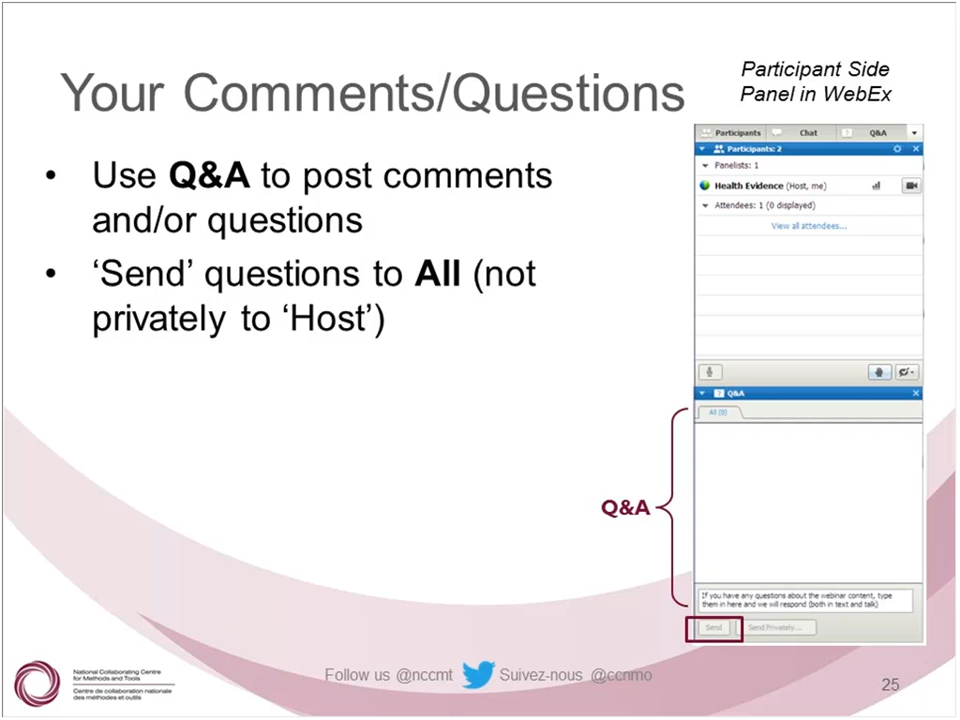 Your Comments/Questions
Participant Side
Panel in WebEx
• Use Q&A to post comments
and/or questions
• ‘Send’ questions to All (not
privately to ‘Host’)
Participants Chat ? Q&A
Participants: 2
Panelists: 1
Health Evidence (Host, me)
Attendees: 1 (0 displayed)
View all attendees...
? Q&A
All (0)
Q&A
If you have any questions about the webinar content, type
them in here and we will respond (both in text and talk)
Send Send Privately...
National Collaborating Centre
for Methods and Tools
Centre de collaboration nationale
des méthodes et outils
Follow us @nccmt Suivez-nous @ccnmo
25